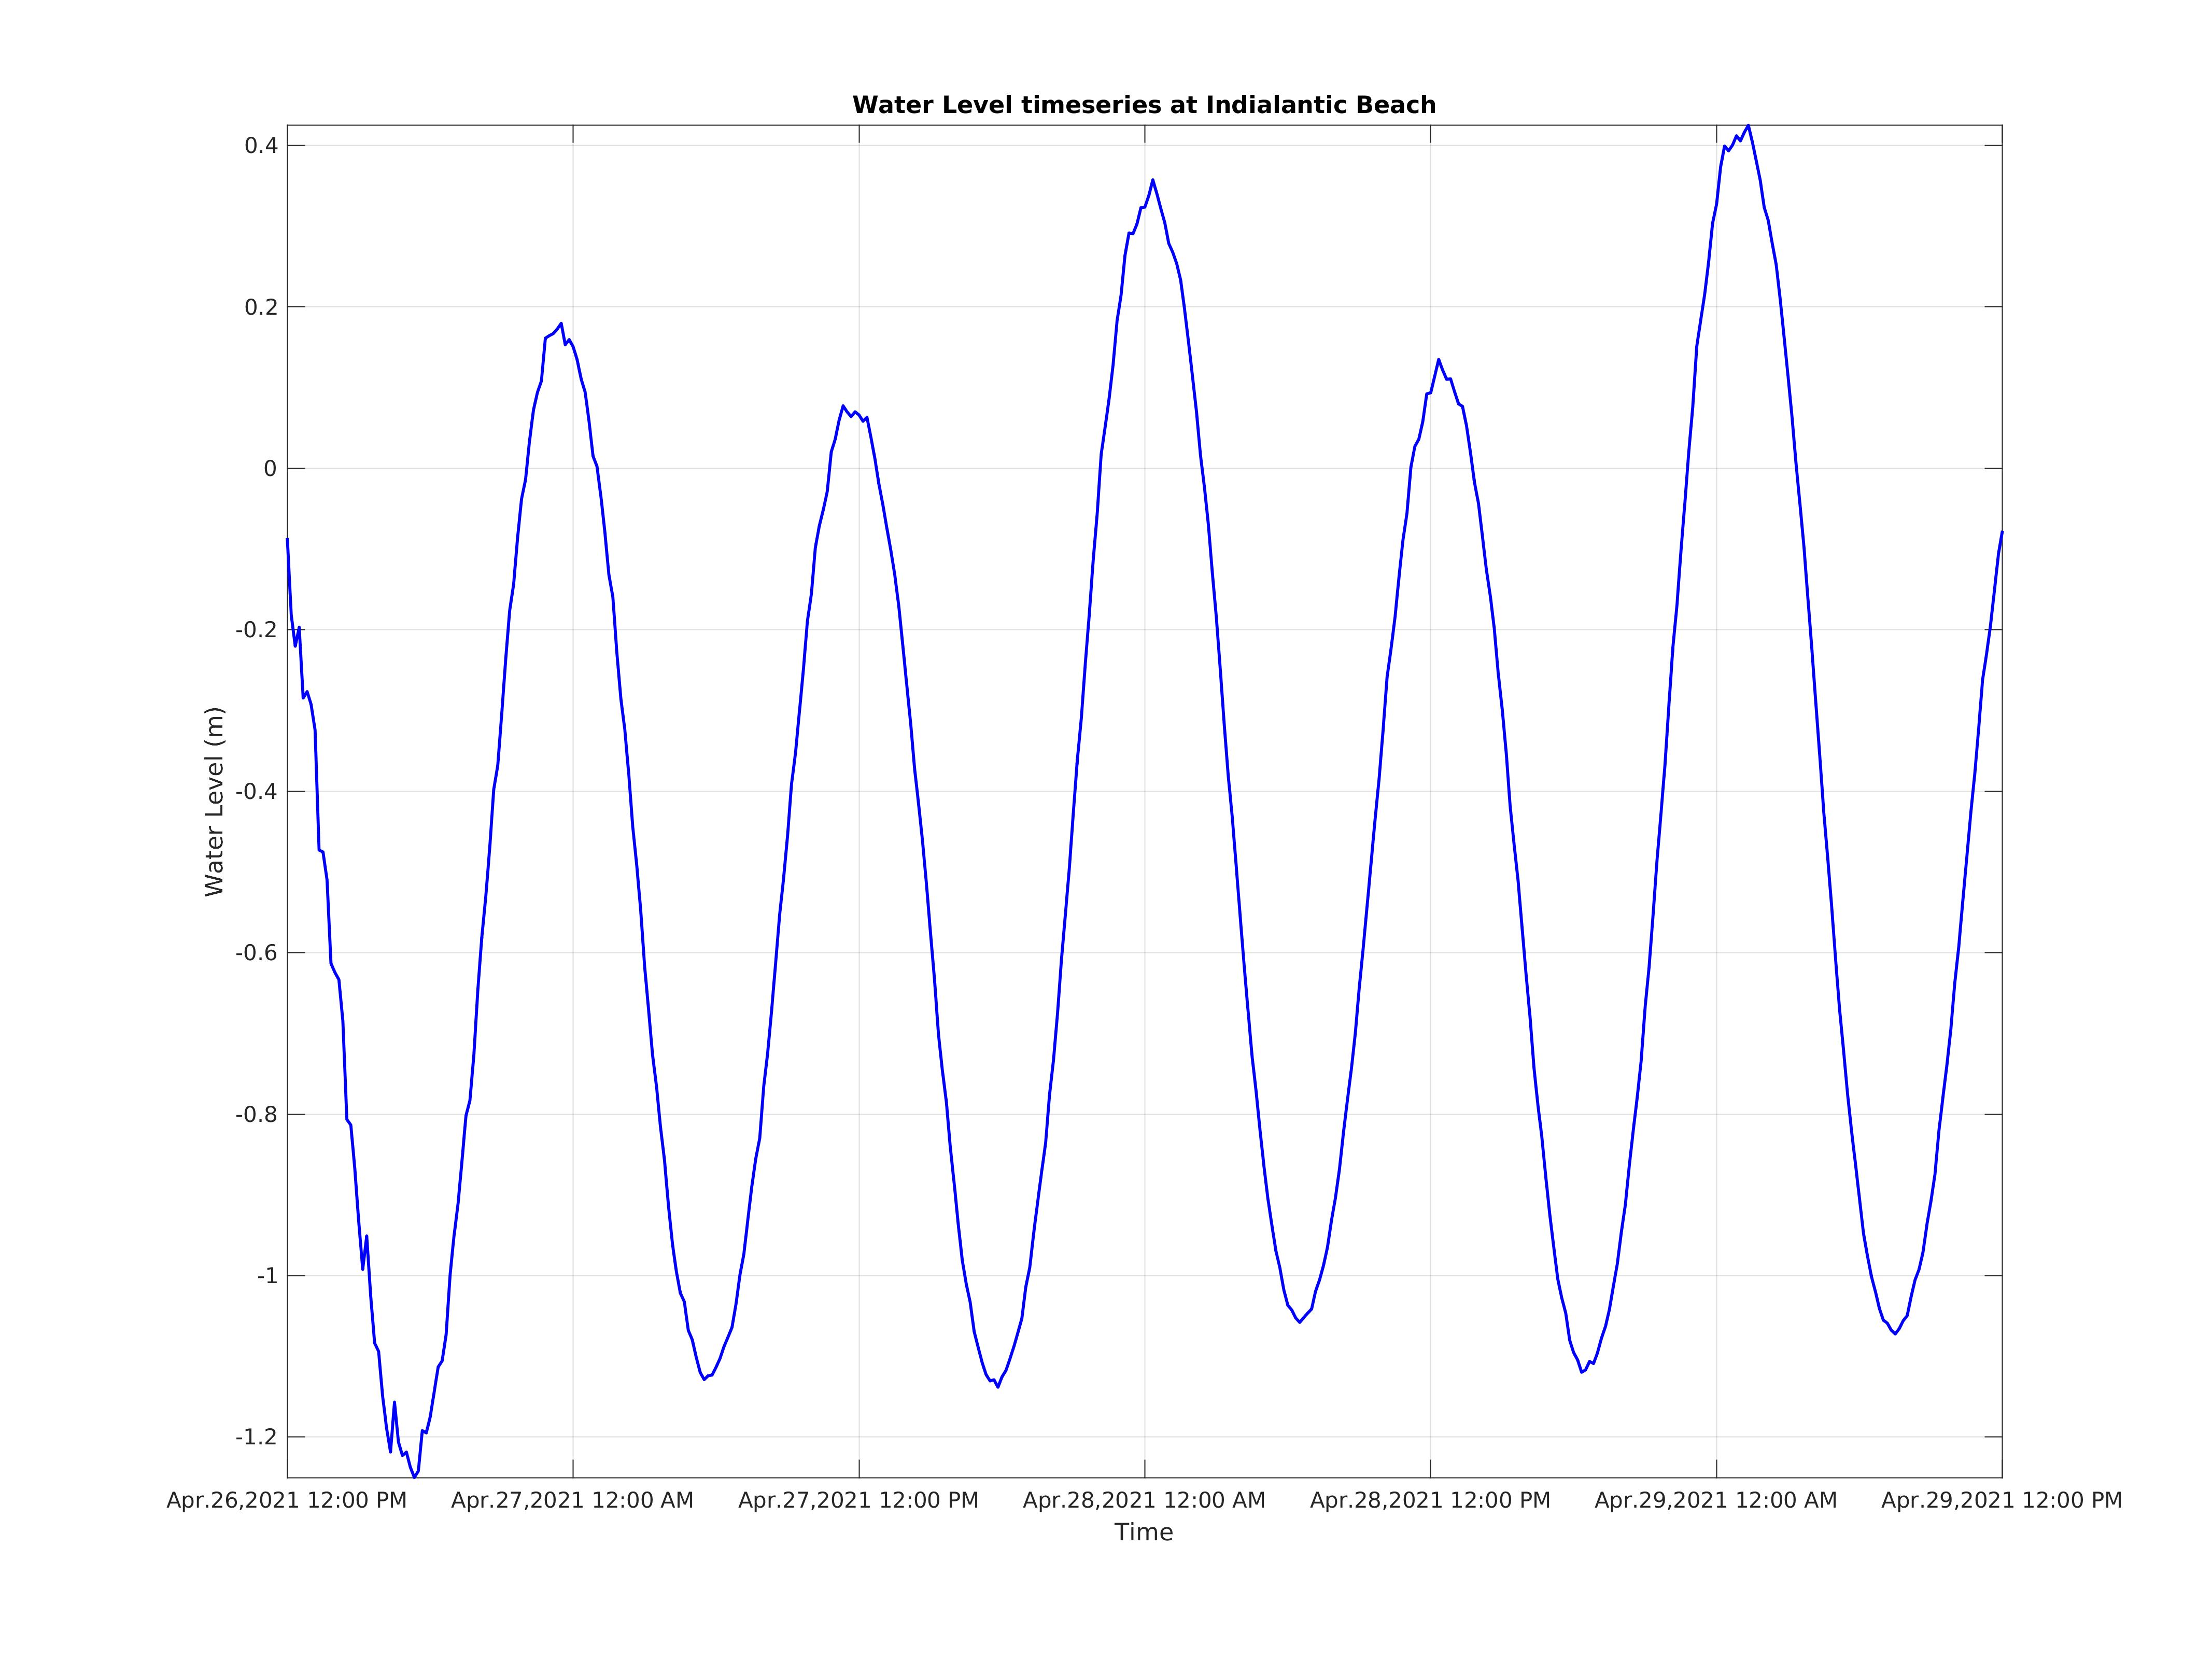 Water Level timeseries at Indialantic Beach
0.4
0.2
0
-0.2
-0.4
-0.6
-0.8
-1
-1.2
Water Level (m)
Apr.26,2021 12:00 PM Apr.27,2021 12:00 AM Apr.27,2021 12:00 PM Apr.28,2021 12:00 AM Apr.28,2021 12:00 PM Apr.29,2021 12:00 AM Apr.29,2021 12:00 PM
Time